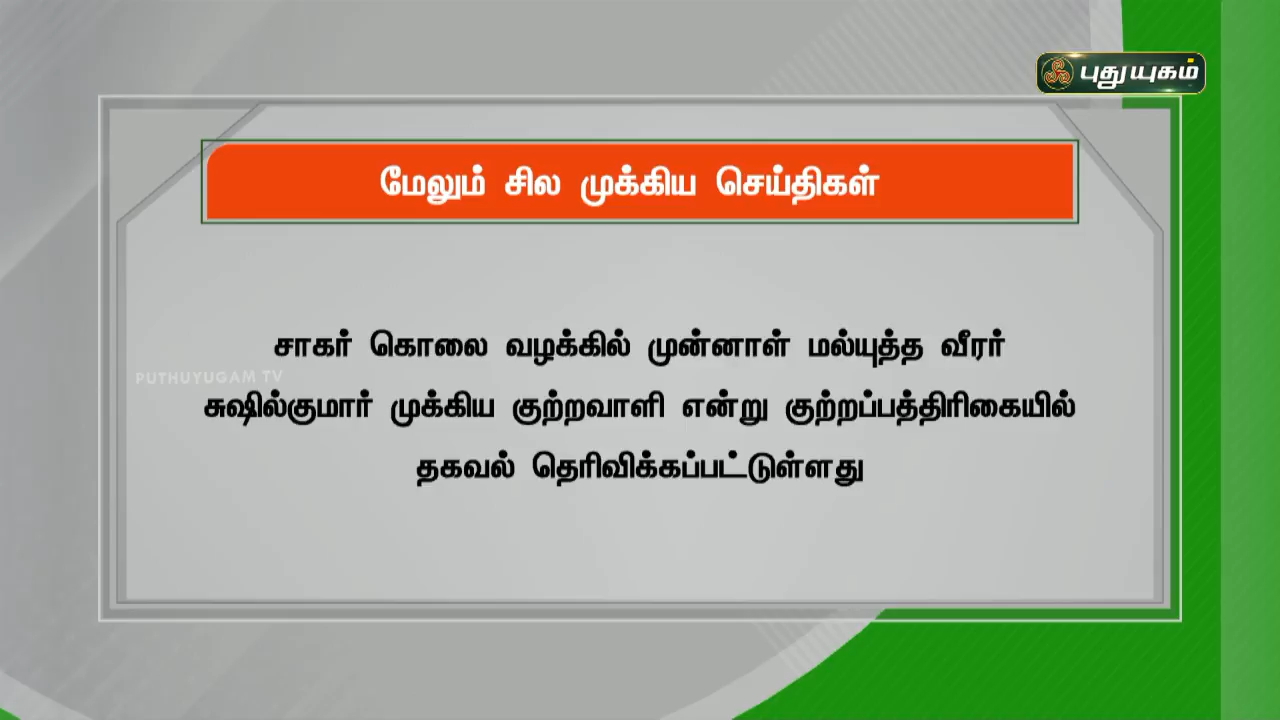 புதுயுகம்
மேலும் சில முக்கிய செய்திகள்
சாகர் கொலை வழக்கில் முன்னாள் மல்யுத்த வீரர்
PUTHUYUGAM TV
சுஷில்குமார் முக்கிய குற்றவாளி என்று குற்றப்பத்திரிகையில்
தகவல் தெரிவிக்கப்பட்டுள்ளது